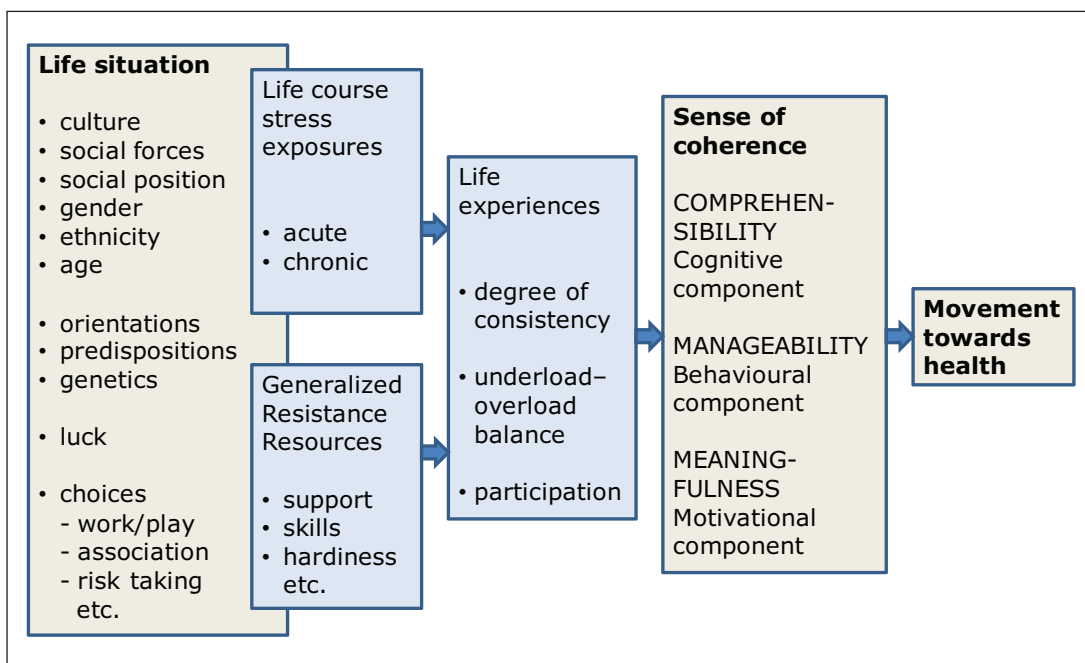 Life situation
• culture
• social forces
• social position
• gender
• ethnicity
• age
• orientations
• predispositions
• genetics
• luck
• choices
- work/play
- association
- risk taking
etc.
Life course
stress
exposures
• acute
• chronic
Generalized
Resistance
Resources
• support
• skills
• hardiness
etc.
Life
experiences
• degree of
consistency
• underload–
overload
balance
• participation
Sense of
coherence
COMPREHEN-
SIBILITY
Cognitive
component
MANAGEABILITY
Behavioural
component
MEANING-
FULNESS
Motivational
component
Movement
towards
health